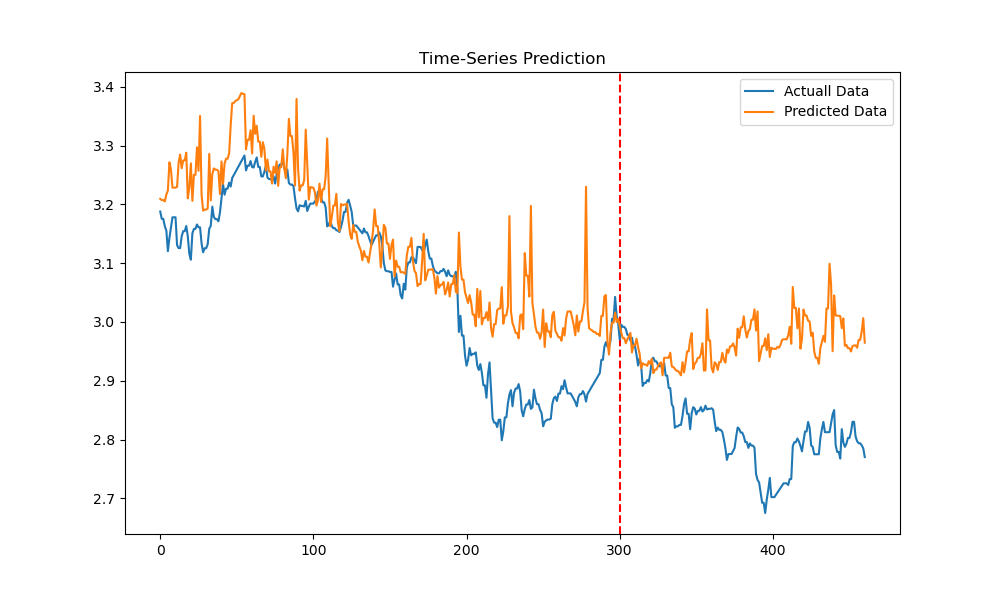 Time-Series Prediction
Actuall Data
Predicted Data
3.4
3.3
3.2
3.1
3.0
2.9
2.8
2.7
0 100 200 300 400